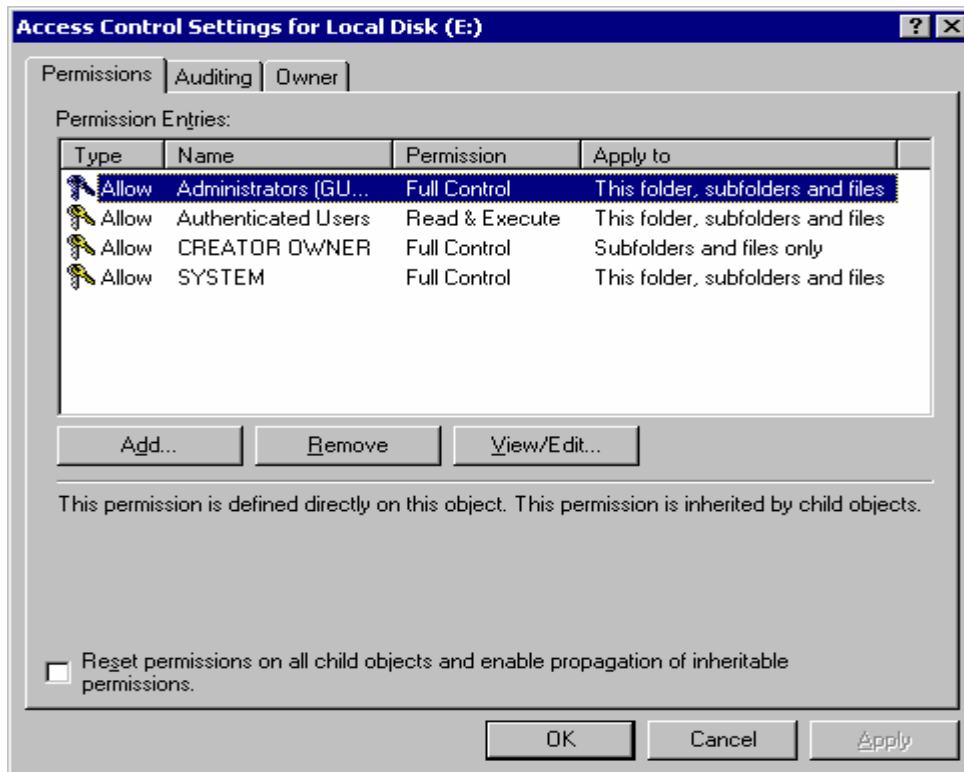 Access Control Settings for Local Disk (E:)
Permissions Auditing Owner
Permission Entries:
Type Name Permission Apply to
Allow Administrators (GU... Full Control This folder, subfolders and files
Allow Authenticated Users Read & Execute This folder, subfolders and files
Allow CREATOR OWNER Full Control Subfolders and files only
Allow SYSTEM Full Control This folder, subfolders and files
Add... Remove View/Edit...
This permission is defined directly on this object. This permission is inherited by child objects.
Reset permissions on all child objects and enable propagation of inheritable
permissions.
OK Cancel Apply